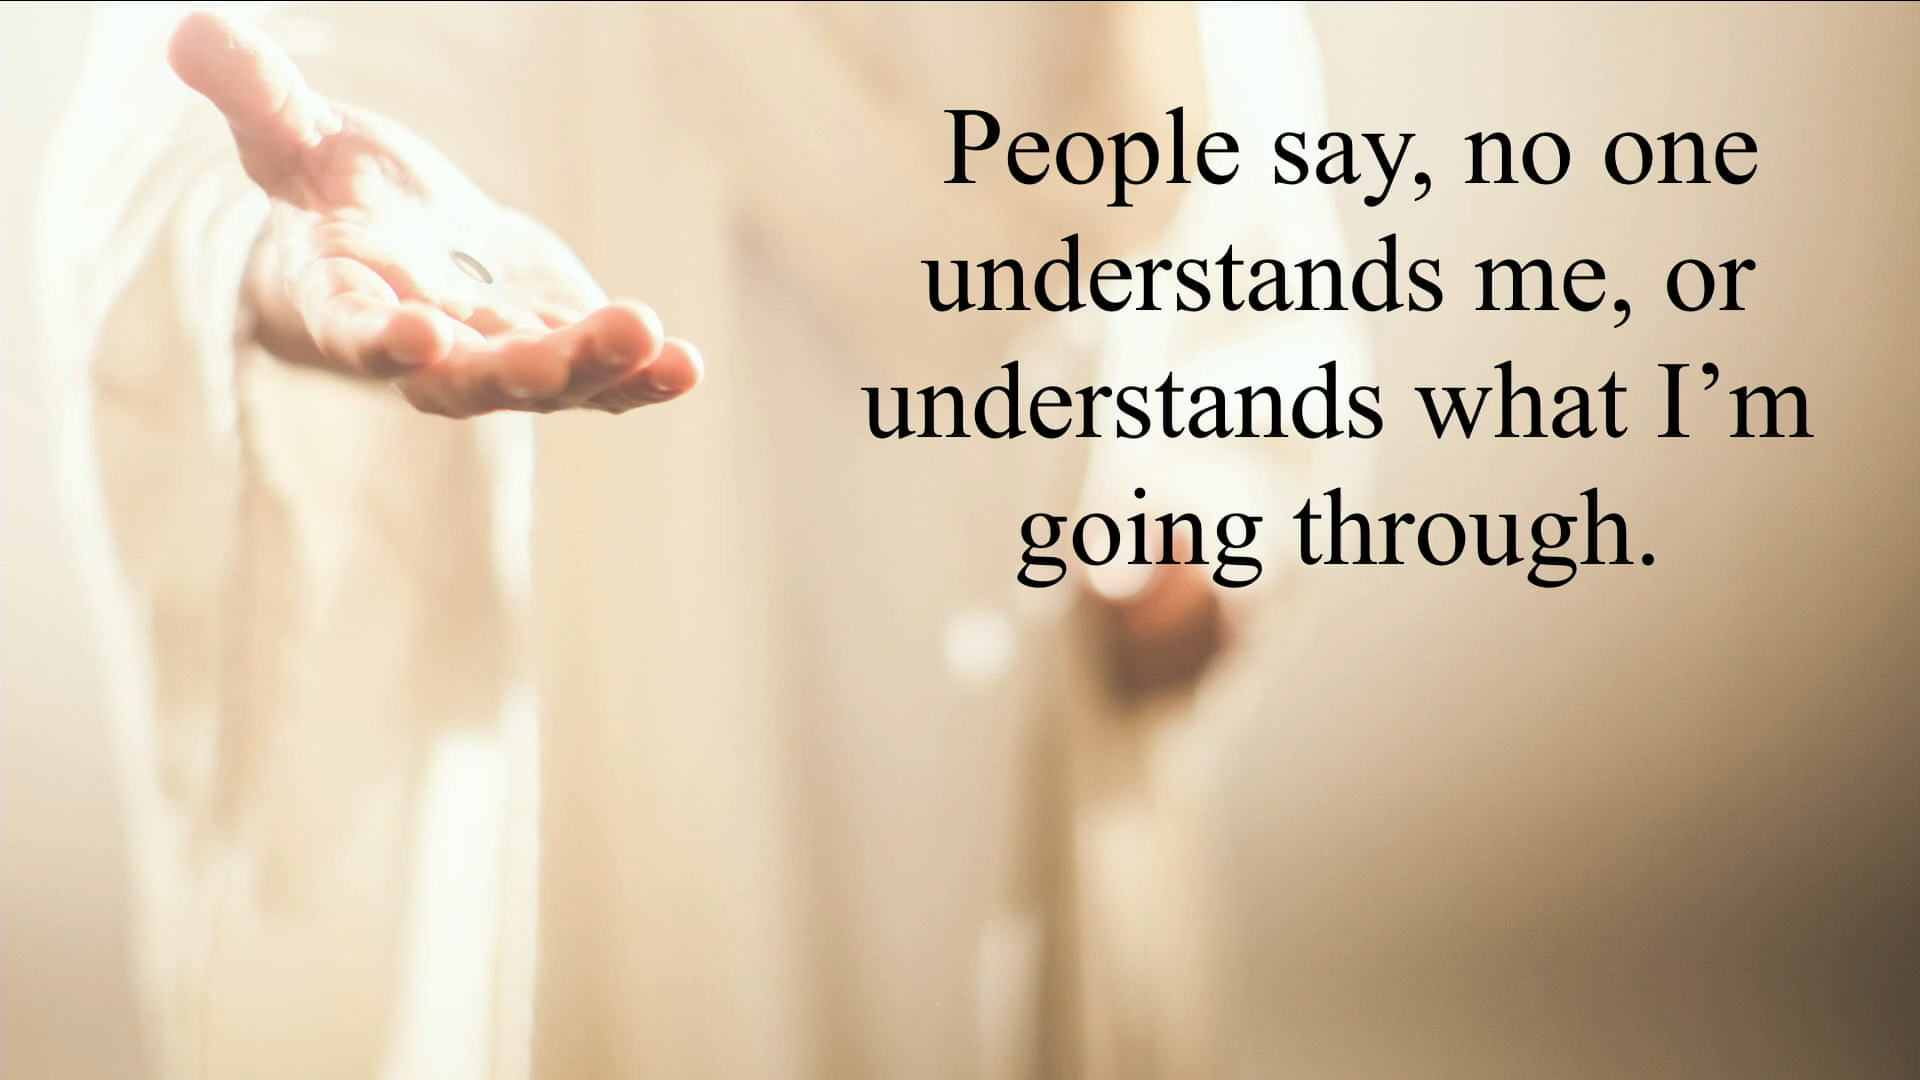 People say, no one
understands me, or
understands what I’m
going through.